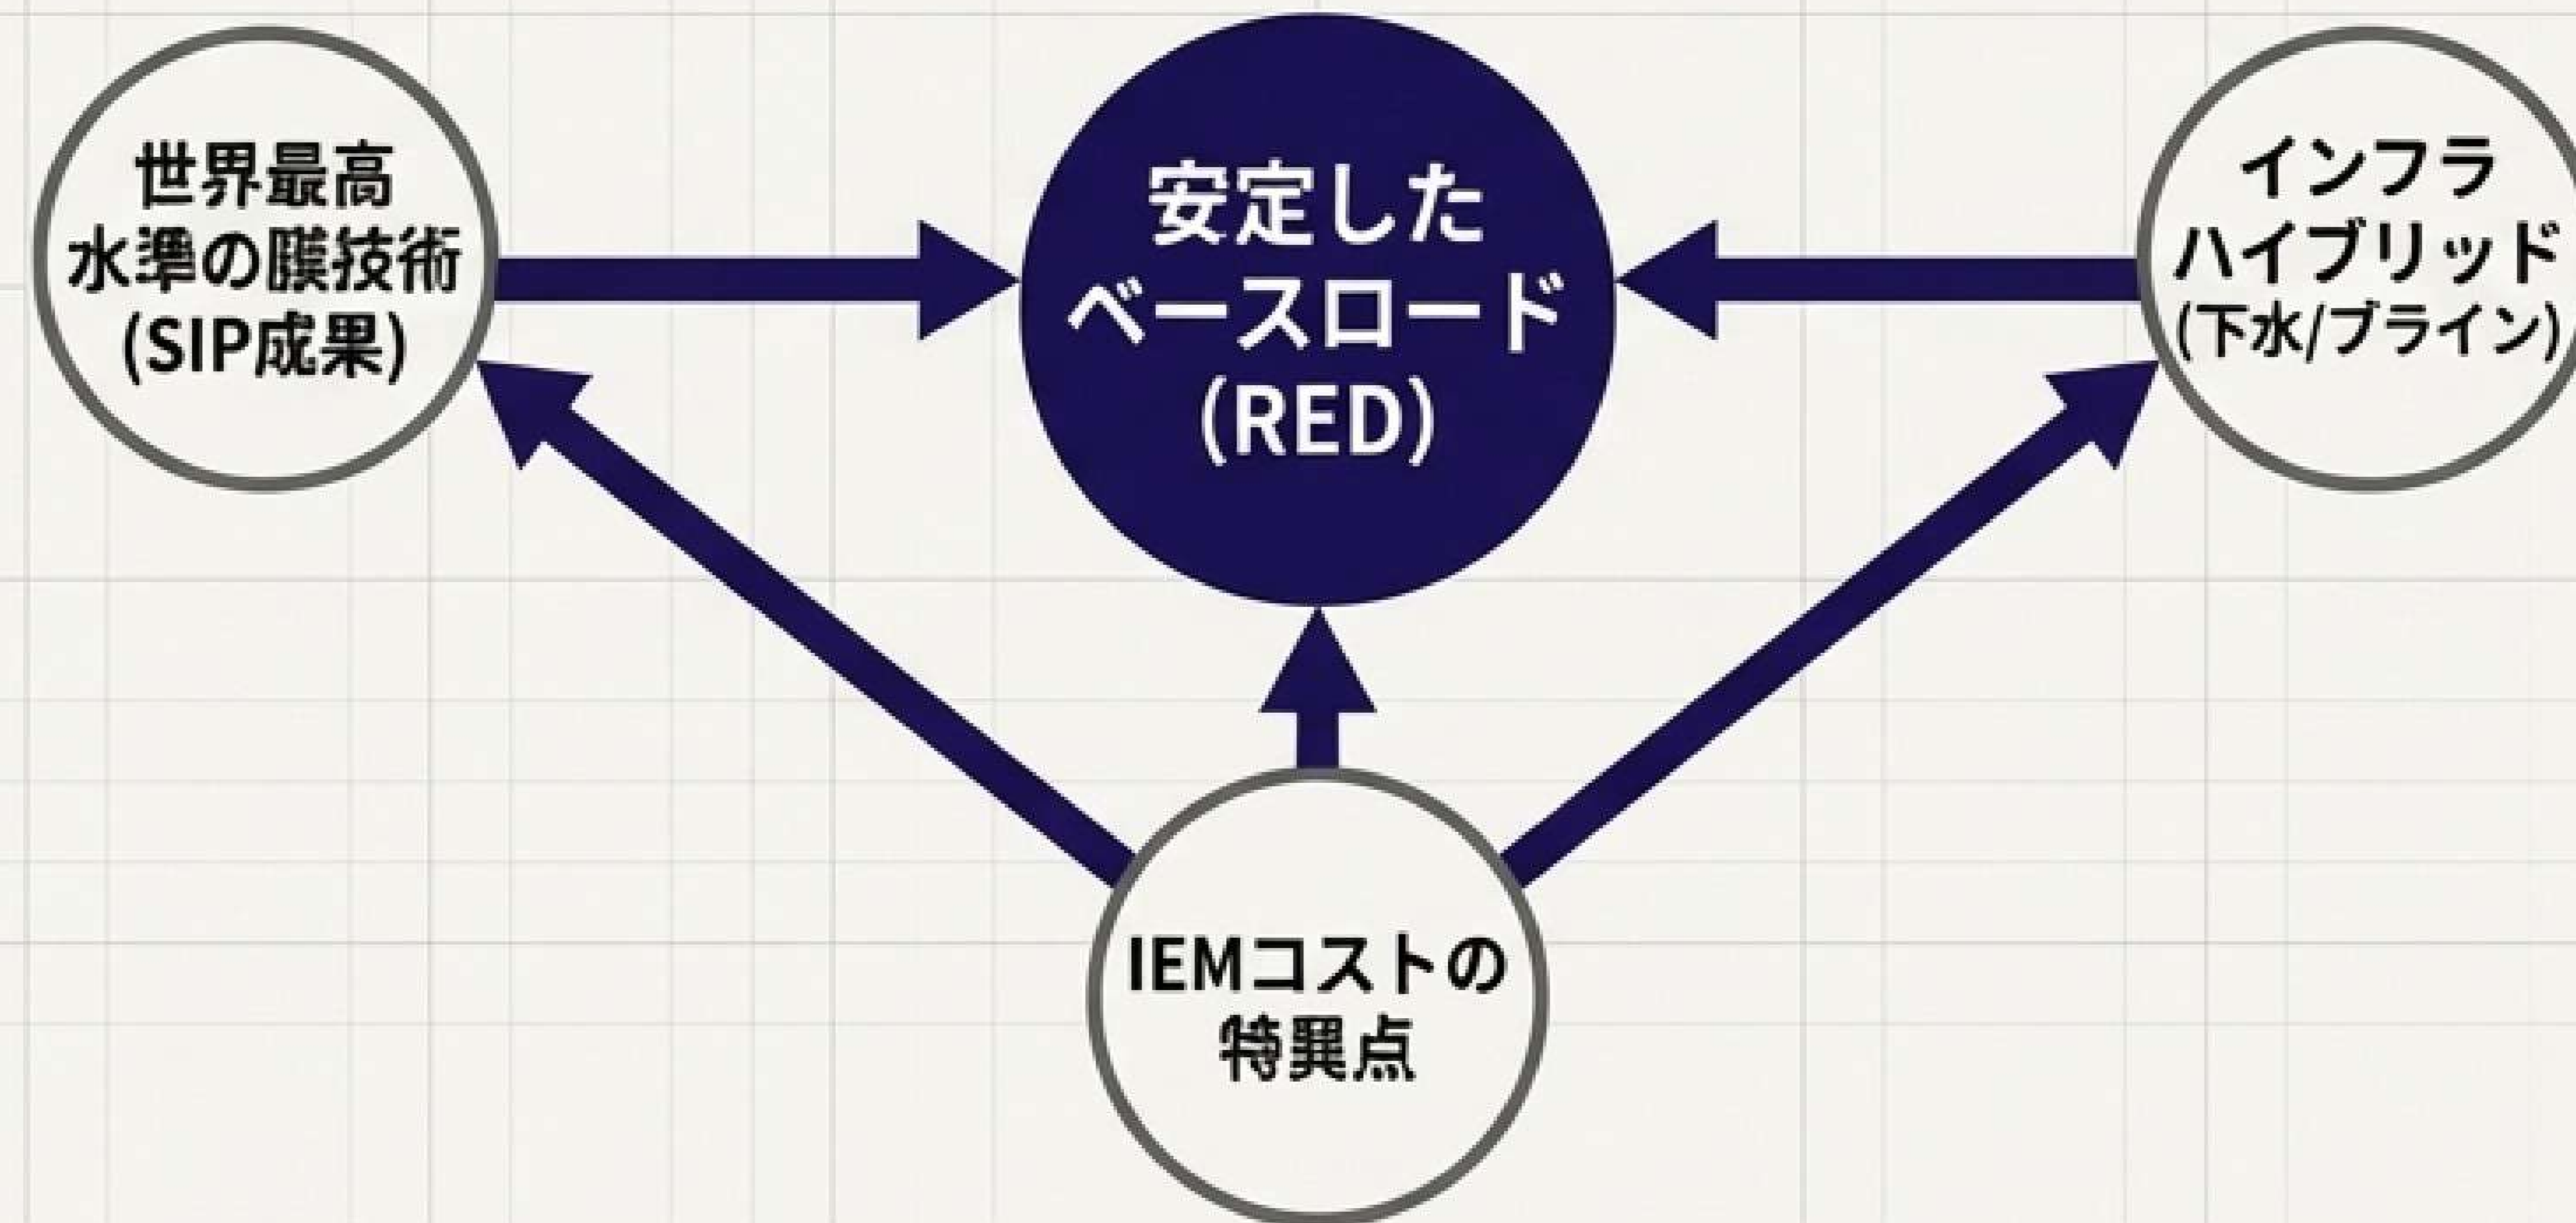 世界最高
水準の膜技術
(SIP成果)
安定した
ベースロード
(RED)
インフラ
ハイブリッド
(下水/ブライン)
IEMコストの
特異点